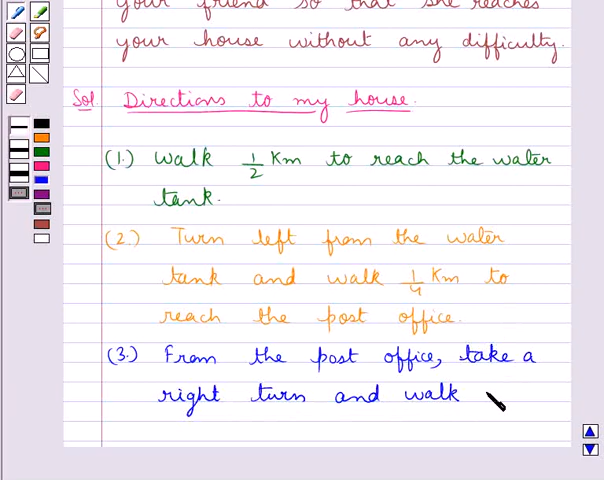 your friend so that she reaches
your house without any difficulty.
Sol. Directions to my house.
(1.) Walk 1/2 Km to reach the water
tank.
(2.) Turn left from the water
tank and walk 1/4 Km to
reach the post office.
(3.) From the post office, take a
right turn and walk